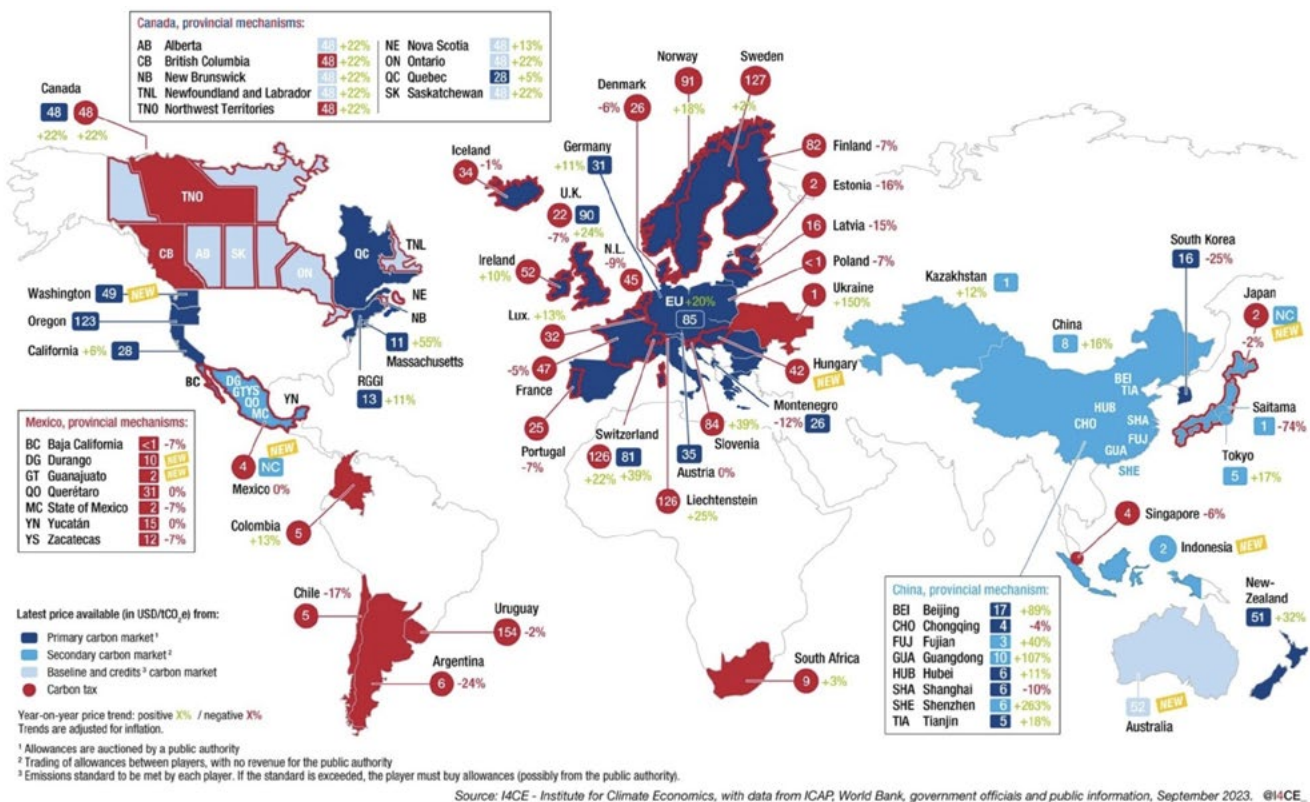 Canada, provincial mechanisms:
AB Alberta 48 +22%
CB British Columbia 48 +22%
NB New Brunswick 48 +22%
TNL Newfoundland and Labrador 48 +22%
TNO Northwest Territories 48 +22%
NE Nova Scotia 48 +13%
ON Ontario 48 +22%
QC Quebec 28 +5%
SK Saskatchewan 48 +22%
Canada
48 48
+22% +22%
TNO
CB AB SK ON QC TNL
NE
NB
Washington 49 NEW
Oregon 123
California +6% 28
11 +55%
Massachusetts
RGGI
13 +11%
BC
DG
GT YS
QO
MC
YN
Mexico, provincial mechanisms:
BC Baja California <1 -7%
DG Durango 10 NEW
GT Guanajuato 2 NEW
QO Querétaro 31 0%
MC State of Mexico 2 -7%
YN Yucatán 15 0%
YS Zacatecas 12 -7%
NEW
4 NC
Mexico 0%
Colombia
+13% 5
Chile -17%
5
Uruguay
154 -2%
Argentina
6 -24%
Iceland
34 -1%
Denmark
-6% 26
Norway
91
+18%
Sweden
127
+2%
Germany
+11% 31
U.K.
22 90
-7% +24%
Ireland
+10% 52
N.L.
-9%
45
Lux. +13%
32
-5% 47
France
25
Portugal
-7%
EU +20%
85
82 Finland -7%
2 Estonia -16%
16 Latvia -15%
<1 Poland -7%
1 Ukraine
+150%
42 Hungary
NEW
Montenegro
-12% 26
84 +39%
Slovenia
Switzerland
126 81
+22% +39%
35
Austria 0%
126 Liechtenstein
+25%
South Africa
9 +3%
Kazakhstan
+12% 1
China
8 +16%
BEI
TIA
HUB
CHO SHA
FUJ
GUA
SHE
South Korea
16
-25%
Japan
2 NC
-2% NEW
Saitama
1 -74%
Tokyo
5 +17%
4 Singapore -6%
2 Indonesia NEW
New-
Zealand
51 +32%
52 NEW
Australia
China, provincial mechanism:
BEI Beijing 17 +89%
CHO Chongqing 4 -4%
FUJ Fujian 3 +40%
GUA Guangdong 10 +107%
HUB Hubei 6 +11%
SHA Shanghai 6 -10%
SHE Shenzhen 6 +263%
TIA Tianjin 5 +18%
Latest price available (in USD/tCO₂e) from:
Primary carbon market ¹
Secondary carbon market ²
Baseline and credits ³ carbon market
Carbon tax
Year-on-year price trend: positive X% / negative X%
Trends are adjusted for inflation.
¹ Allowances are auctioned by a public authority
² Trading of allowances between players, with no revenue for the public authority
³ Emissions standard to be met by each player. If the standard is exceeded, the player must buy allowances (possibly from the public authority).
Source: I4CE - Institute for Climate Economics, with data from ICAP, World Bank, government officials and public information, September 2023. @I4CE